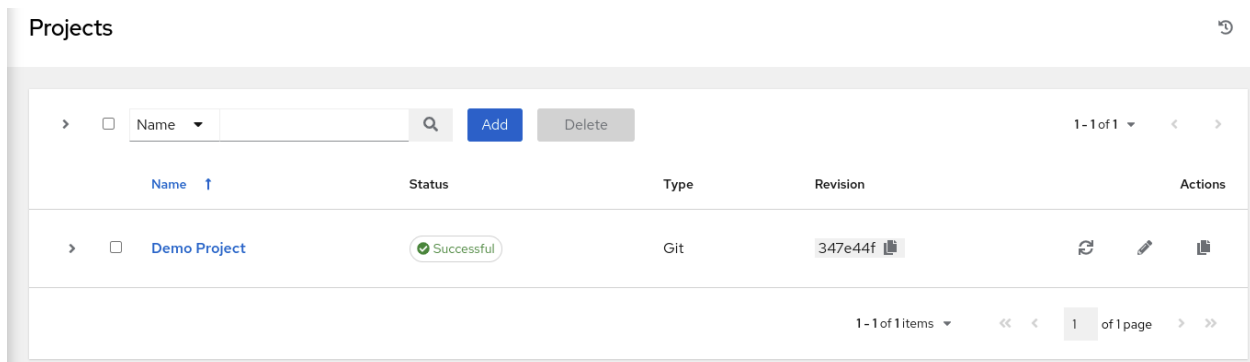 Projects
Name Add Delete 1 - 1 of 1
Name Status Type Revision Actions
Demo Project Successful Git 347e44f
1 - 1 of 1 items 1 of 1 page